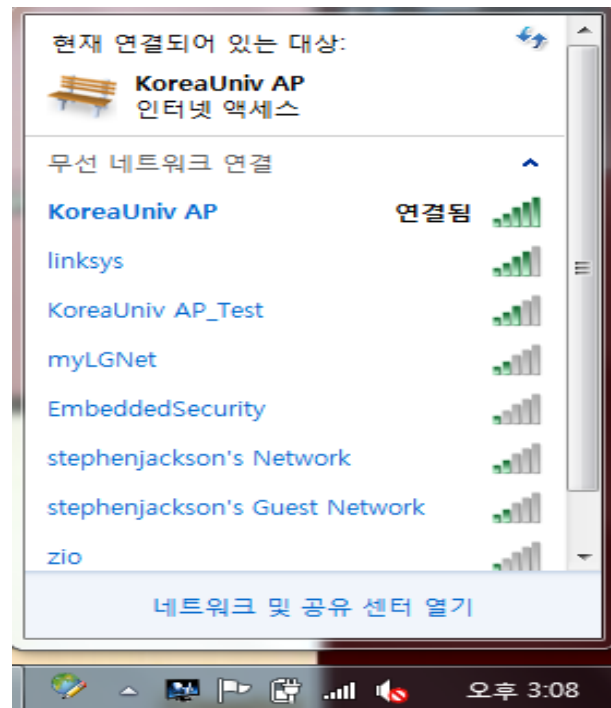 현재 연결되어 있는 대상:
KoreaUniv AP
인터넷 액세스
무선 네트워크 연결
KoreaUniv AP 연결됨
linksys
KoreaUniv AP_Test
myLGNet
EmbeddedSecurity
stephenjackson's Network
stephenjackson's Guest Network
zio
네트워크 및 공유 센터 열기
오후 3:08